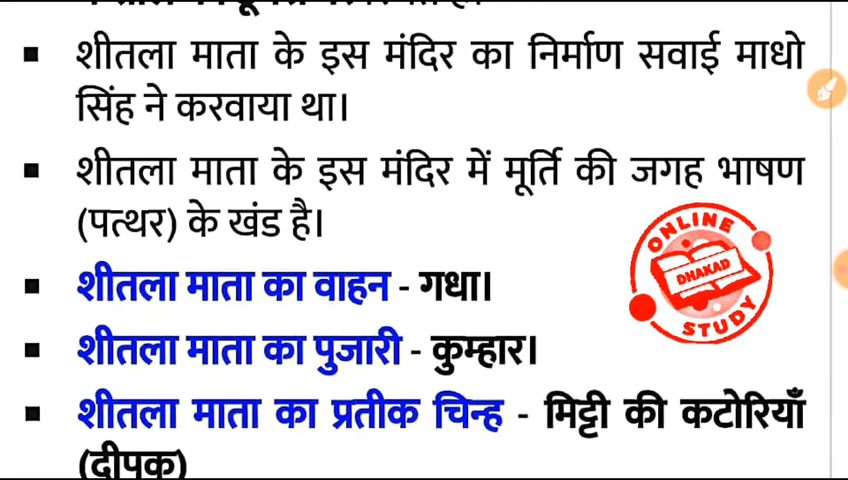 शीतला माता के इस मंदिर का निर्माण सवाई माधो
सिंह ने करवाया था।
शीतला माता के इस मंदिर में मूर्ति की जगह भाषण
(पत्थर) के खंड है।
शीतला माता का वाहन - गधा।
शीतला माता का पुजारी - कुम्हार।
शीतला माता का प्रतीक चिन्ह - मिट्टी की कटोरियाँ
(दीपक)
ONLINE
DHAKAD
STUDY